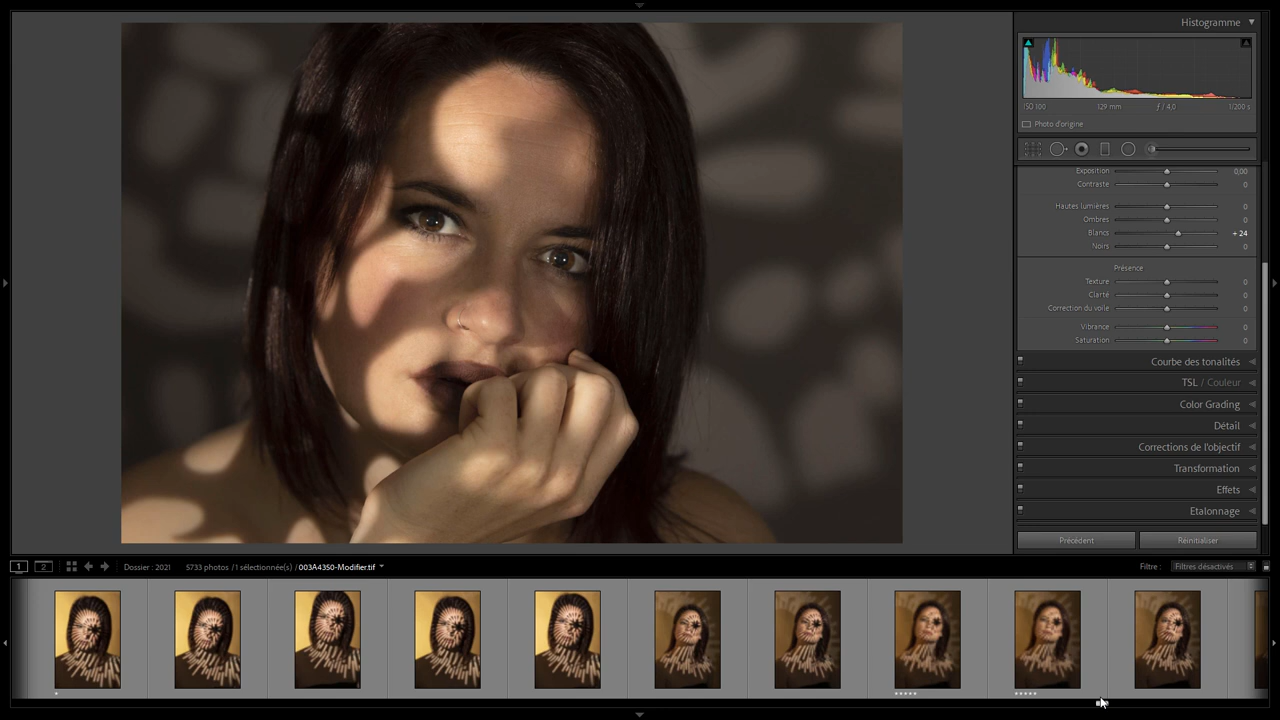 Histogramme
ISO 100 129 mm ƒ / 4,0 1/200 s
Photo d'origine
Exposition 0,00
Contraste 0
Hautes lumières 0
Ombres 0
Blancs + 24
Noirs 0
Présence
Texture 0
Clarté 0
Correction du voile 0
Vibrance 0
Saturation 0
Courbe des tonalités
TSL / Couleur
Color Grading
Détail
Corrections de l'objectif
Transformation
Effets
Etalonnage
Précédent Réinitialiser
1 2 Dossier : 2021 5733 photos / 1 sélectionnée(s) / 003A4350-Modifier.tif Filtre : Filtres désactivés